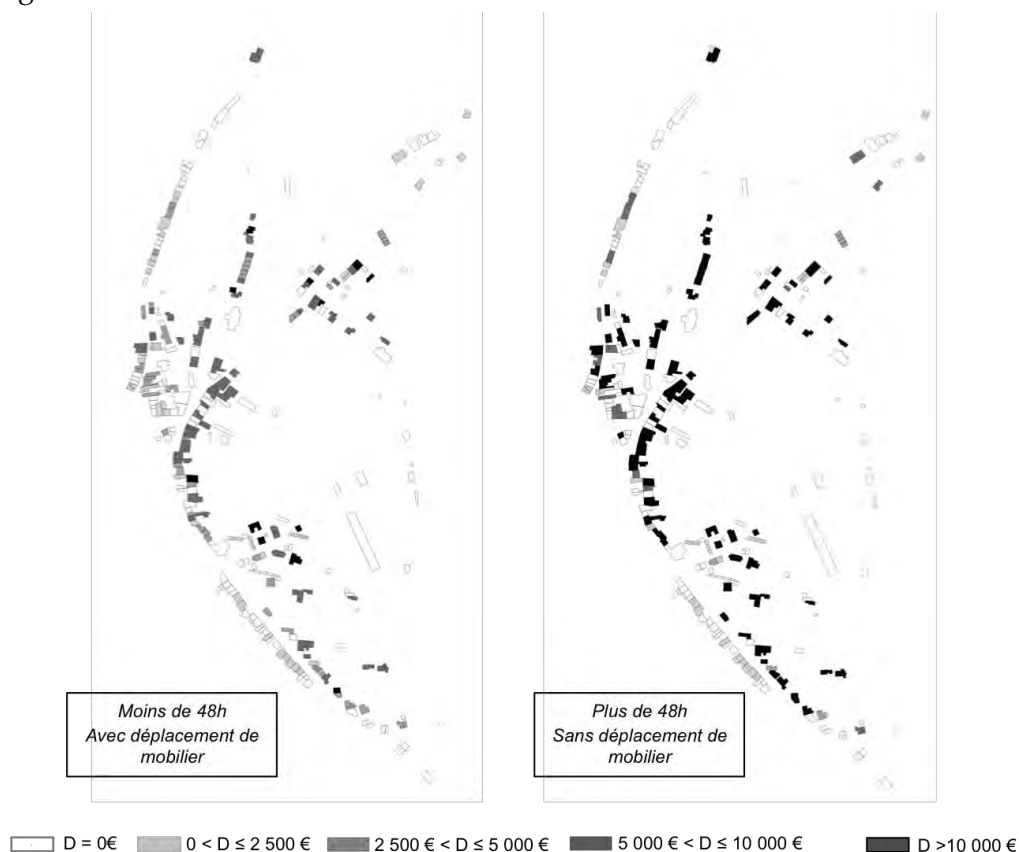 Moins de 48h
Avec déplacement de
mobilier
Plus de 48h
Sans déplacement de
mobilier
D = 0€
0 < D ≤ 2 500 €
2 500 € < D ≤ 5 000 €
5 000 € < D ≤ 10 000 €
D >10 000 €